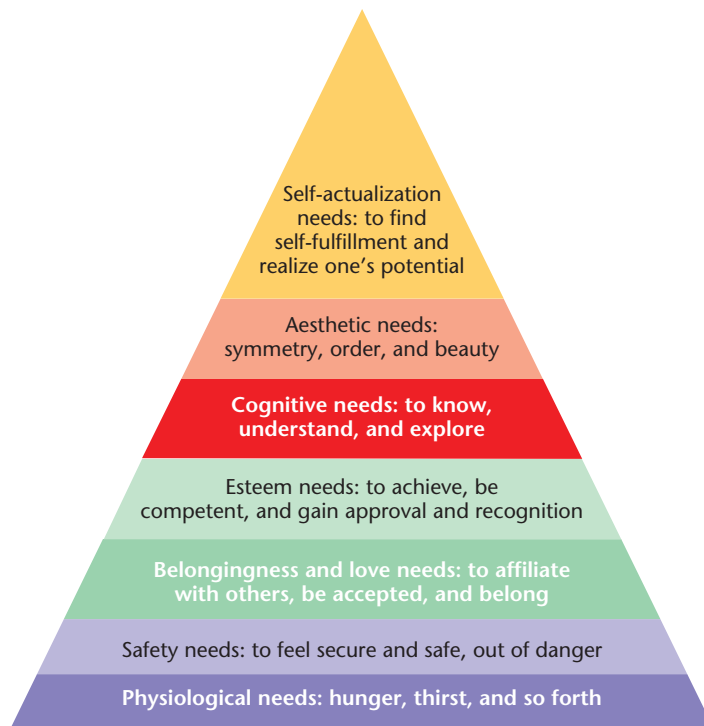 Self-actualization
needs: to find
self-fulfillment and
realize one’s potential
Aesthetic needs:
symmetry, order, and beauty
Cognitive needs: to know,
understand, and explore
Esteem needs: to achieve, be
competent, and gain approval and recognition
Belongingness and love needs: to affiliate
with others, be accepted, and belong
Safety needs: to feel secure and safe, out of danger
Physiological needs: hunger, thirst, and so forth